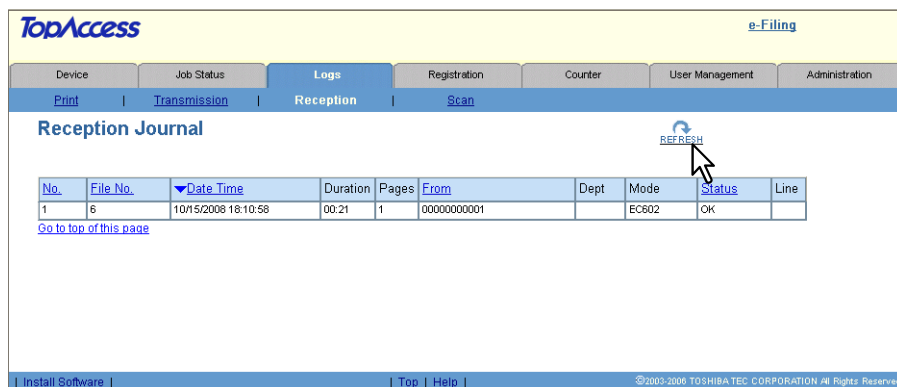 TopAccess
e-Filing
Device Job Status Logs Registration Counter User Management Administration
Print | Transmission | Reception | Scan
Reception Journal
REFRESH
No. File No. Date Time Duration Pages From Dept Mode Status Line
1 6 10/15/2008 18:10:58 00:21 1 00000000001 EC602 OK
Go to top of this page
| Install Software | | Top | Help | ©2003-2006 TOSHIBA TEC CORPORATION All Rights Reserve